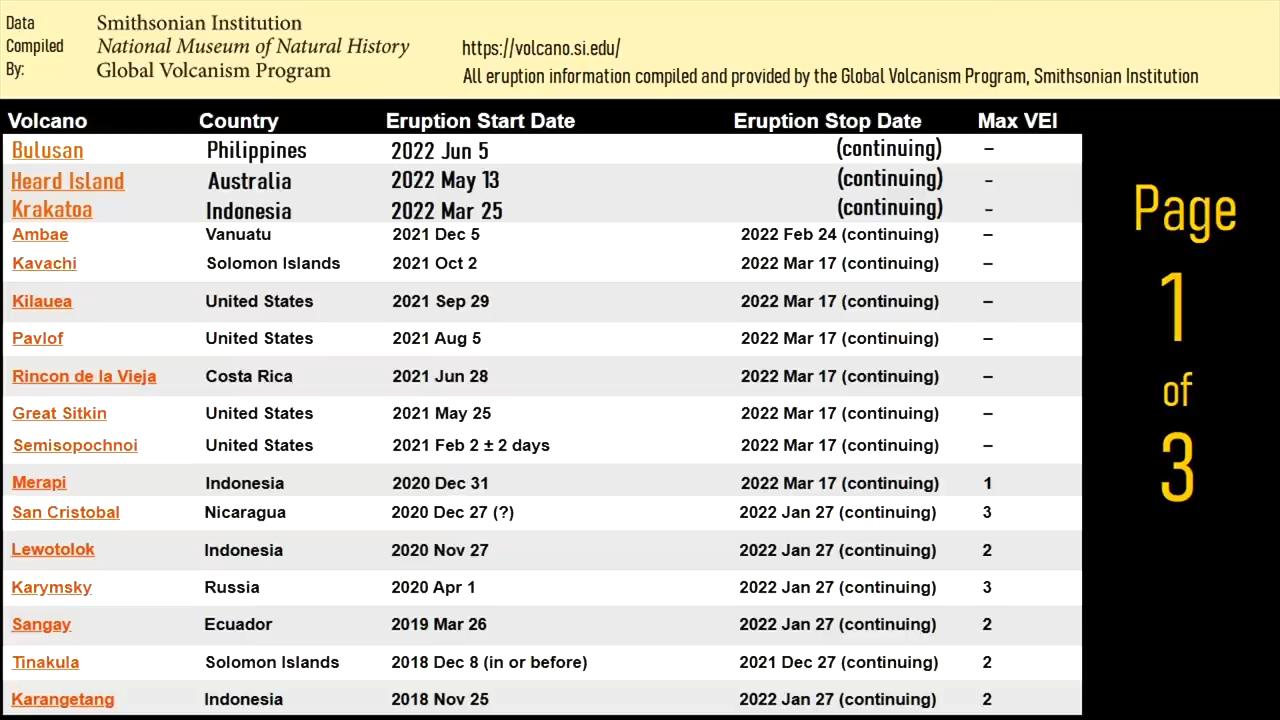 Data Compiled By:
Smithsonian Institution
National Museum of Natural History
Global Volcanism Program
https://volcano.si.edu/
All eruption information compiled and provided by the Global Volcanism Program, Smithsonian Institution
Volcano Country Eruption Start Date Eruption Stop Date Max VEI
Bulusan Philippines 2022 Jun 5 (continuing) –
Heard Island Australia 2022 May 13 (continuing) -
Krakatoa Indonesia 2022 Mar 25 (continuing) -
Ambae Vanuatu 2021 Dec 5 2022 Feb 24 (continuing) –
Kavachi Solomon Islands 2021 Oct 2 2022 Mar 17 (continuing) –
Kilauea United States 2021 Sep 29 2022 Mar 17 (continuing) –
Pavlof United States 2021 Aug 5 2022 Mar 17 (continuing) –
Rincon de la Vieja Costa Rica 2021 Jun 28 2022 Mar 17 (continuing) –
Great Sitkin United States 2021 May 25 2022 Mar 17 (continuing) –
Semisopochnoi United States 2021 Feb 2 ± 2 days 2022 Mar 17 (continuing) –
Merapi Indonesia 2020 Dec 31 2022 Mar 17 (continuing) 1
San Cristobal Nicaragua 2020 Dec 27 (?) 2022 Jan 27 (continuing) 3
Lewotolok Indonesia 2020 Nov 27 2022 Jan 27 (continuing) 2
Karymsky Russia 2020 Apr 1 2022 Jan 27 (continuing) 3
Sangay Ecuador 2019 Mar 26 2022 Jan 27 (continuing) 2
Tinakula Solomon Islands 2018 Dec 8 (in or before) 2021 Dec 27 (continuing) 2
Karangetang Indonesia 2018 Nov 25 2022 Jan 27 (continuing) 2
Page
1
of
3